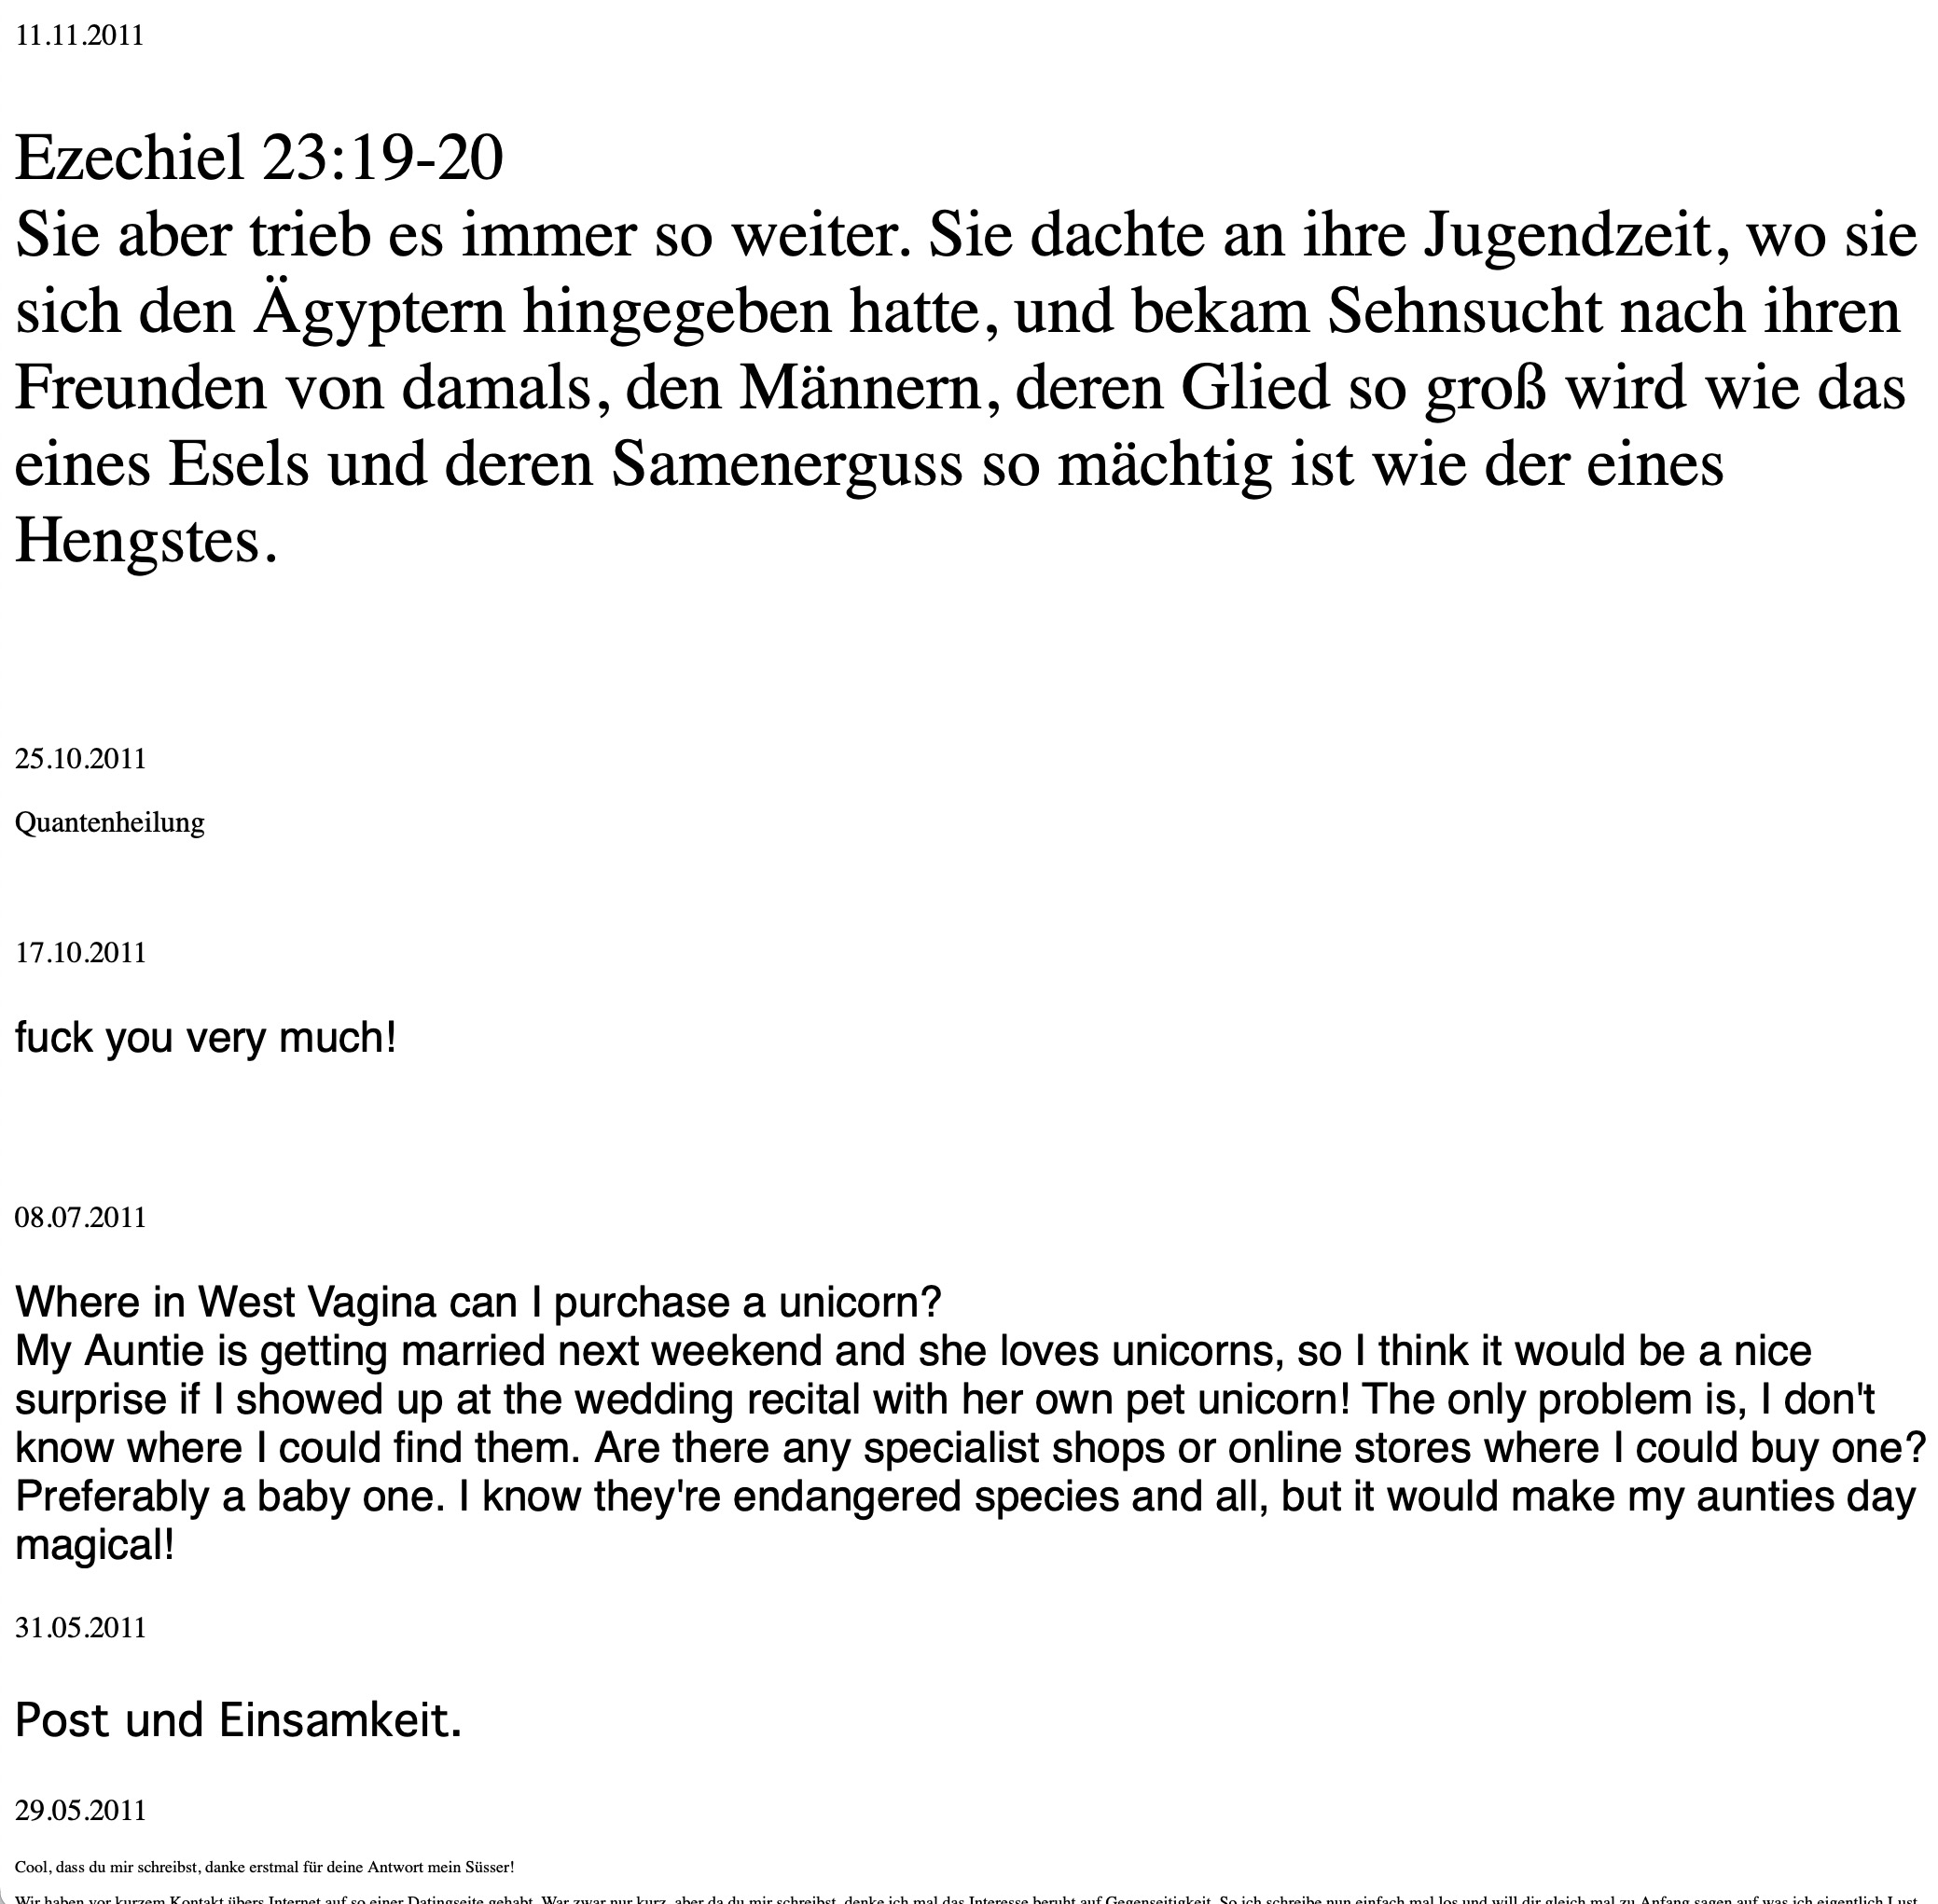 11.11.2011
Ezechiel 23:19-20
Sie aber trieb es immer so weiter. Sie dachte an ihre Jugendzeit, wo sie
sich den Ägyptern hingegeben hatte, und bekam Sehnsucht nach ihren
Freunden von damals, den Männern, deren Glied so groß wird wie das
eines Esels und deren Samenerguss so mächtig ist wie der eines
Hengstes.
25.10.2011
Quantenheilung
17.10.2011
fuck you very much!
08.07.2011
Where in West Vagina can I purchase a unicorn?
My Auntie is getting married next weekend and she loves unicorns, so I think it would be a nice
surprise if I showed up at the wedding recital with her own pet unicorn! The only problem is, I don't
know where I could find them. Are there any specialist shops or online stores where I could buy one?
Preferably a baby one. I know they're endangered species and all, but it would make my aunties day
magical!
31.05.2011
Post und Einsamkeit.
29.05.2011
Cool, dass du mir schreibst, danke erstmal für deine Antwort mein Süsser!
Wir haben vor kurzem Kontakt übers Internet auf so einer Datingseite gehabt. War zwar nur kurz, aber da du mir schreibst, denke ich mal das Interesse beruht auf Gegenseitigkeit. So ich schreibe nun einfach mal los und will dir gleich mal zu Anfang sagen auf was ich eigentlich Lust